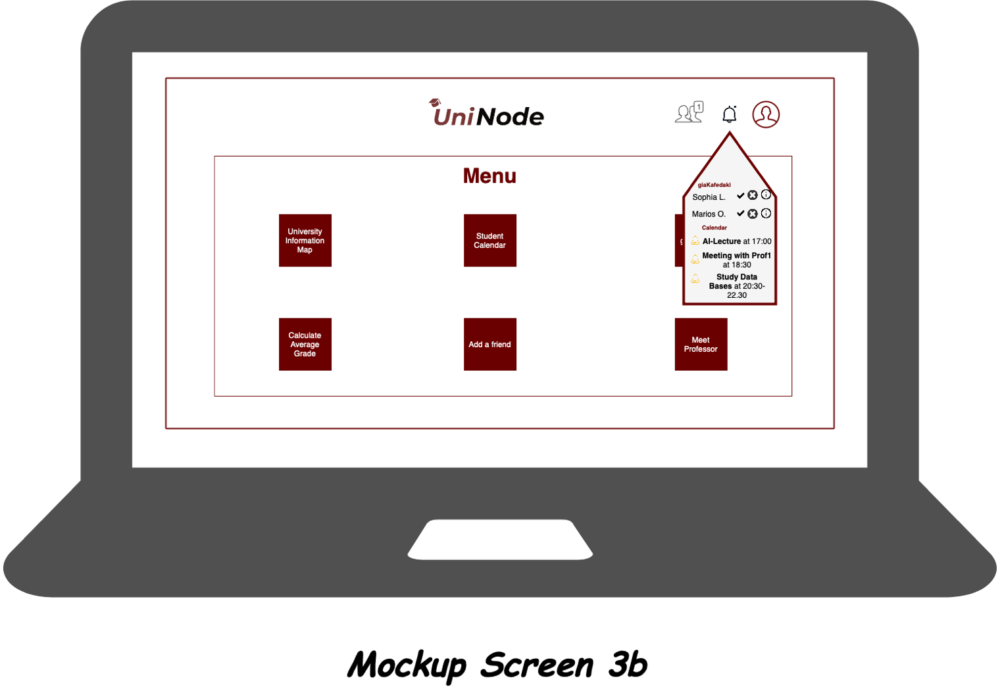 UniNode
1
Menu
giaKafedaki
Sophia L.
Marios O.
Calendar
AI-Lecture at 17:00
Meeting with Prof1
at 18:30
Study Data
Bases at 20:30-
22.30
University
Information
Map
Student
Calendar
g
Calculate
Average
Grade
Add a friend
Meet
Professor
Mockup Screen 3b